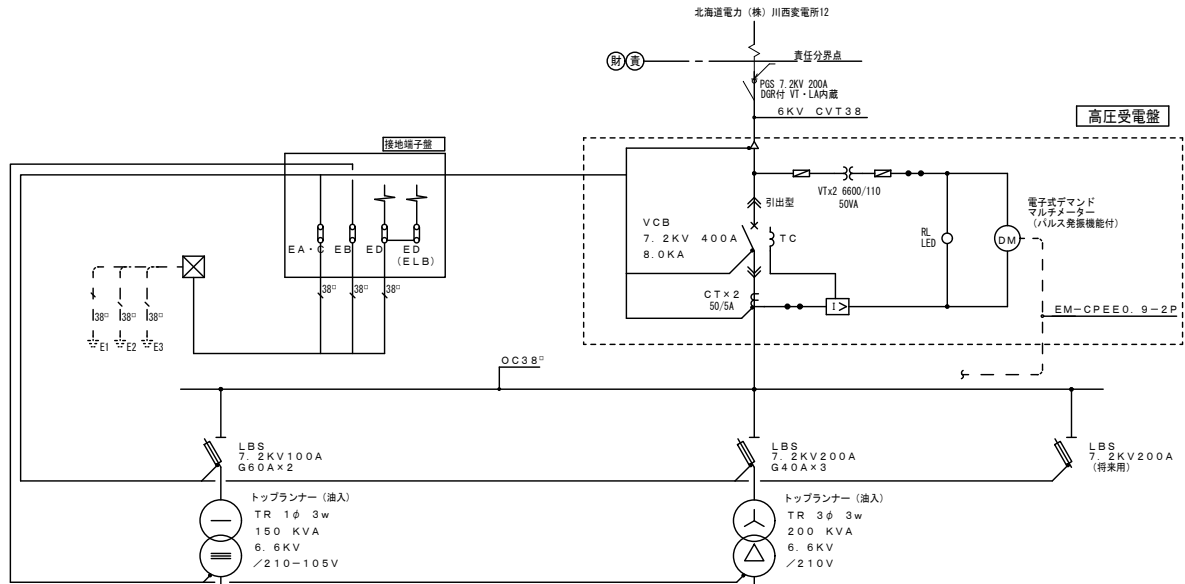 北海道電力（株）川西変電所12
財 責
責任分界点
PGS 7.2KV 200A
DGR付 VT・LA内蔵
6KV CVT38
高圧受電盤
接地端子盤
EA・C EB ED ED
(ELB)
38□ 38□ 38□
38□ 38□ 38□
E1 E2 E3
VTx2 6600/110
50VA
引出型
VCB
7.2KV 400A
8.0KA
TC
RL
LED
DM
電子式デマンド
マルチメーター
(パルス発振機能付)
CT×2
50/5A
I>
EM-CPEE0.9-2P
OC38□
LBS
7.2KV100A
G60A×2
LBS
7.2KV200A
G40A×3
LBS
7.2KV200A
(将来用)
トップランナー（油入）
TR 1φ 3w
150 KVA
6.6KV
/210-105V
トップランナー（油入）
TR 3φ 3w
200 KVA
6.6KV
/210V